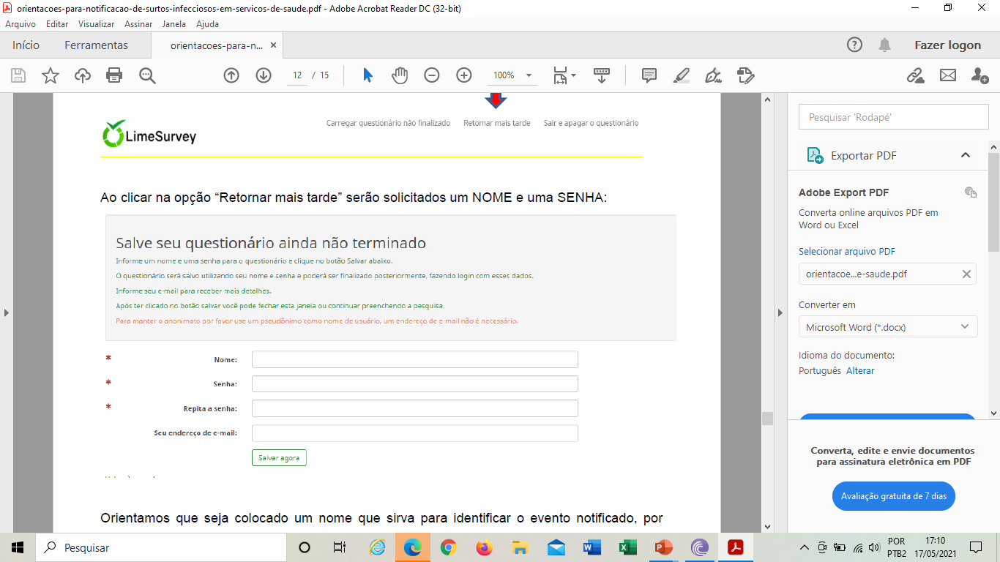 orientacoes-para-notificacao-de-surtos-infecciosos-em-servicos-de-saude.pdf - Adobe Acrobat Reader DC (32-bit)
Arquivo Editar Visualizar Assinar Janela Ajuda
Início Ferramentas orientacoes-para-n... × Fazer logon
12 / 15 100%
LimeSurvey
Carregar questionário não finalizado Retomar mais tarde Sair e apagar o questionário
Ao clicar na opção “Retornar mais tarde” serão solicitados um NOME e uma SENHA:
Salve seu questionário ainda não terminado
Informe um nome e uma senha para o questionário e clique no botão Salvar abaixo.
O questionário será salvo utilizando seu nome e senha e poderá ser finalizado posteriormente, fazendo login com esses dados.
Informe seu e-mail para receber mais detalhes.
Após ter clicado no botão salvar você pode fechar esta janela ou continuar preenchendo a pesquisa.
Para manter o anonimato por favor use um pseudônimo como nome de usuário, um endereço de e-mail não é necessário.
* Nome:
* Senha:
* Repita a senha:
Seu endereço de e-mail:
Salvar agora
Orientamos que seja colocado um nome que sirva para identificar o evento notificado, por
Pesquisar 'Rodapé'
Exportar PDF
Adobe Export PDF
Converta online arquivos PDF em
Word ou Excel
Selecionar arquivo PDF
orientacoe...e-saude.pdf
Converter em
Microsoft Word (*.docx)
Idioma do documento:
Português Alterar
Converta, edite e envie documentos
para assinatura eletrônica em PDF
Avaliação gratuita de 7 dias
Pesquisar
POR
PTB2
17:10
17/05/2021